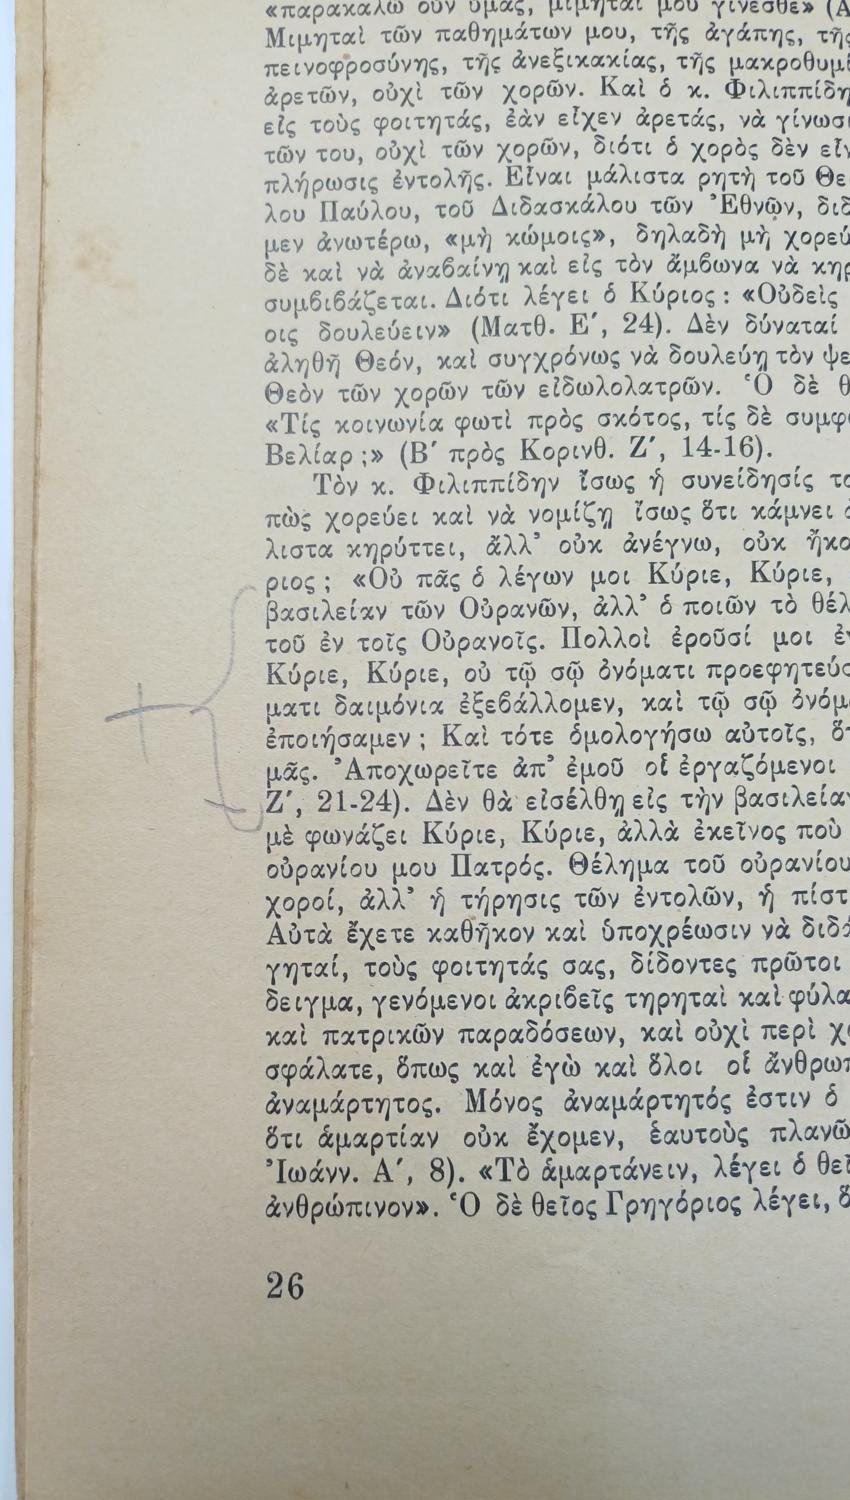 «παρακαλῶ οὖν ὑμᾶς, μιμηταί μου γίνεσθε» (Α
Μιμηταὶ τῶν παθημάτων μου, τῆς ἀγάπης, τῆς
πεινοφροσύνης, τῆς ἀνεξικακίας, τῆς μακροθυμί
ἀρετῶν, οὐχὶ τῶν χορῶν. Καὶ ὁ κ. Φιλιππίδη
εἰς τοὺς φοιτητάς, ἐὰν εἶχεν ἀρετάς, νὰ γίνωσι
τῶν του, οὐχὶ τῶν χορῶν, διότι ὁ χορὸς δὲν εἶν
πλήρωσις ἐντολῆς. Εἶναι μάλιστα ρητὴ τοῦ Θε
λου Παύλου, τοῦ Διδασκάλου τῶν Ἐθνῶν, διδ
μεν ἀνωτέρω, «μὴ κώμοις», δηλαδὴ μὴ χορεύ
δὲ καὶ νὰ ἀναβαίνῃ καὶ εἰς τὸν ἄμβωνα νὰ κηρ
συμβιβάζεται. Διότι λέγει ὁ Κύριος : «Οὐδεὶς
οις δουλεύειν» (Ματθ. Ε΄, 24). Δὲν δύναταί
ἀληθῆ Θεόν, καὶ συγχρόνως νὰ δουλεύῃ τὸν ψε
Θεὸν τῶν χορῶν τῶν εἰδωλολατρῶν. Ὁ δὲ θ
«Τίς κοινωνία φωτὶ πρὸς σκότος, τίς δὲ συμφ
Βελίαρ ;» (Β΄ πρὸς Κορινθ. Ζ΄, 14-16).
Τὸν κ. Φιλιππίδην ἴσως ἡ συνείδησίς το
πὼς χορεύει καὶ νὰ νομίζῃ ἴσως ὅτι κάμνει
λιστα κηρύττει, ἄλλ᾽ οὐκ ἀνέγνω, οὐκ ἤκο
ριος ; «Οὐ πᾶς ὁ λέγων μοι Κύριε, Κύριε,
βασιλείαν τῶν Οὐρανῶν, ἀλλ᾽ ὁ ποιῶν τὸ θέλ
τοῦ ἐν τοῖς Οὐρανοῖς. Πολλοὶ ἐροῦσί μοι ἐν
Κύριε, Κύριε, οὐ τῷ σῷ ὀνόματι προεφητεύσ
ματι δαιμόνια ἐξεβάλλομεν, καὶ τῷ σῷ ὀνόμ
ἐποιήσαμεν ; Καὶ τότε ὁμολογήσω αὐτοῖς, ὅτ
μᾶς. Ἀποχωρεῖτε ἀπ᾽ ἐμοῦ οἱ ἐργαζόμενοι
Ζ΄, 21-24). Δὲν θὰ εἰσέλθῃ εἰς τὴν βασιλεία
μὲ φωνάζει Κύριε, Κύριε, ἀλλὰ ἐκεῖνος ποὺ
οὐρανίου μου Πατρός. Θέλημα τοῦ οὐρανίου
χοροί, ἀλλ᾽ ἡ τήρησις τῶν ἐντολῶν, ἡ πίστ
Αὐτὰ ἔχετε καθῆκον καὶ ὑποχρέωσιν νὰ διδά
γηταί, τοὺς φοιτητάς σας, δίδοντες πρῶτοι
δειγμα, γενόμενοι ἀκριβεῖς τηρηταὶ καὶ φύλα
καὶ πατρικῶν παραδόσεων, καὶ οὐχὶ περὶ χο
σφάλατε, ὅπως καὶ ἐγὼ καὶ ὅλοι οἱ ἄνθρωπ
ἀναμάρτητος. Μόνος ἀναμάρτητός ἐστιν ὁ
ὅτι ἁμαρτίαν οὐκ ἔχομεν, ἑαυτοὺς πλανῶ
Ἰωάνν. Α΄, 8). «Τὸ ἁμαρτάνειν, λέγει ὁ θεῖ
ἀνθρώπινον». Ὁ δὲ θεῖος Γρηγόριος λέγει, ὅ
26